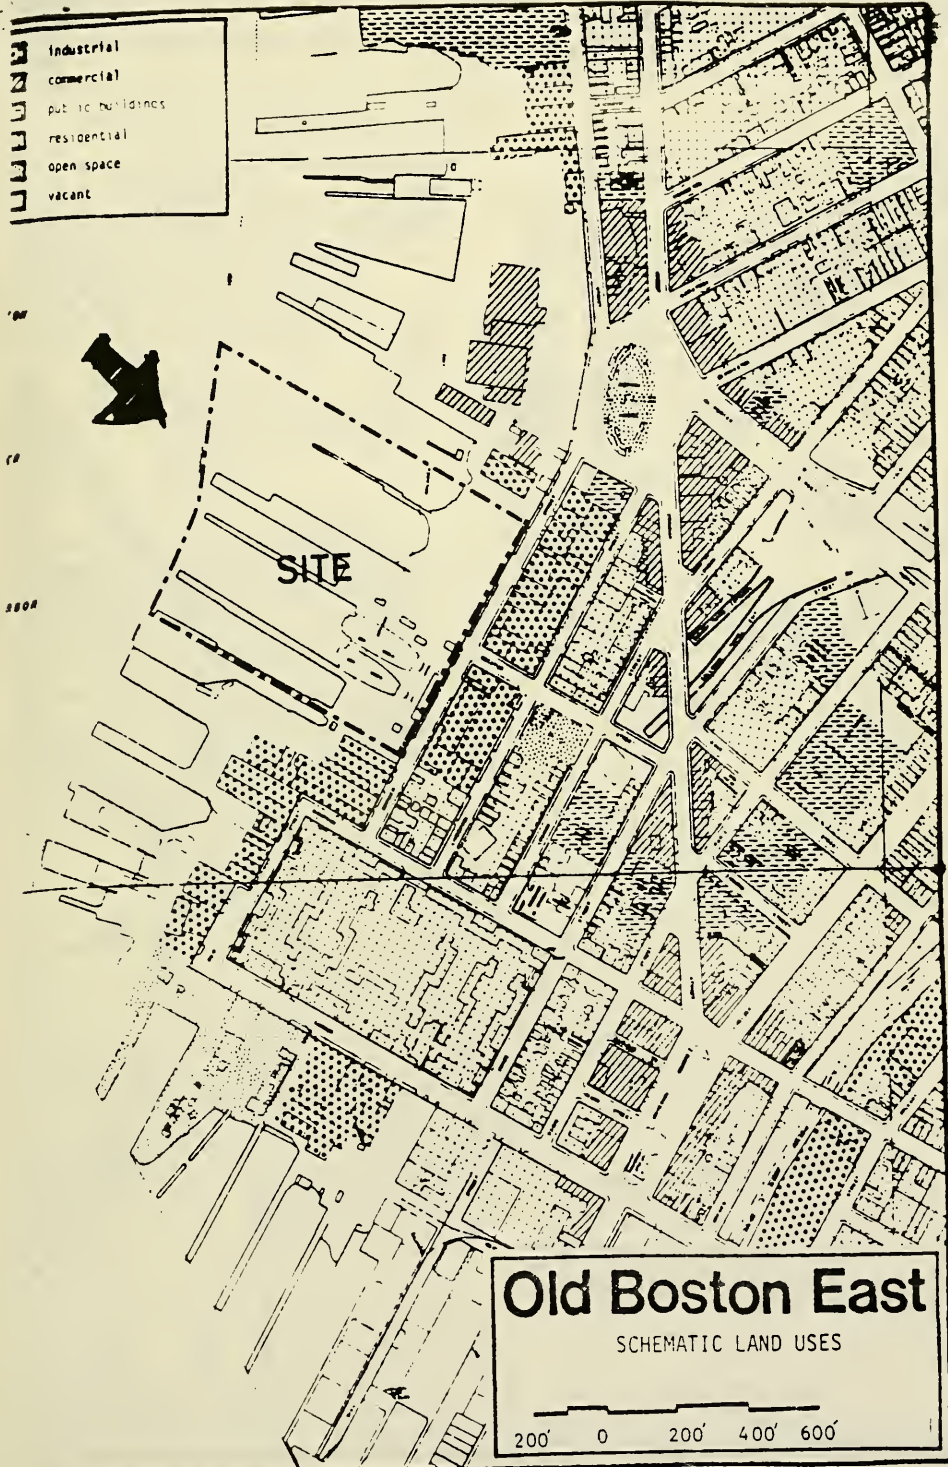 industrial
commercial
public buildings
residential
open space
vacant
SITE
Old Boston East
SCHEMATIC LAND USES
200' 0 200' 400' 600'